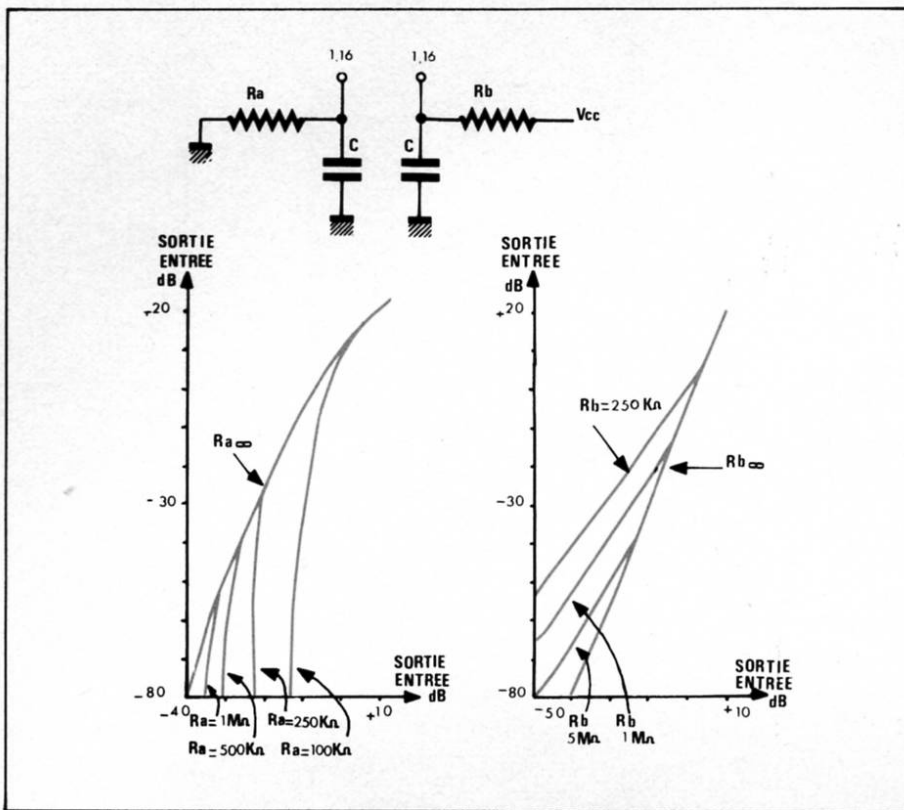 1,16
1,16
Ra
Rb
Vcc
C
C
SORTIE
ENTREE
dB
+20
Ra∞
-30
-80
-40
SORTIE
ENTREE
dB
+10
Ra=1MΩ
Ra=250KΩ
Ra=500KΩ
Ra=100KΩ
SORTIE
ENTREE
dB
+20
Rb=250KΩ
Rb∞
-30
-80
-50
SORTIE
ENTREE
dB
+10
Rb
5MΩ
Rb
1MΩ